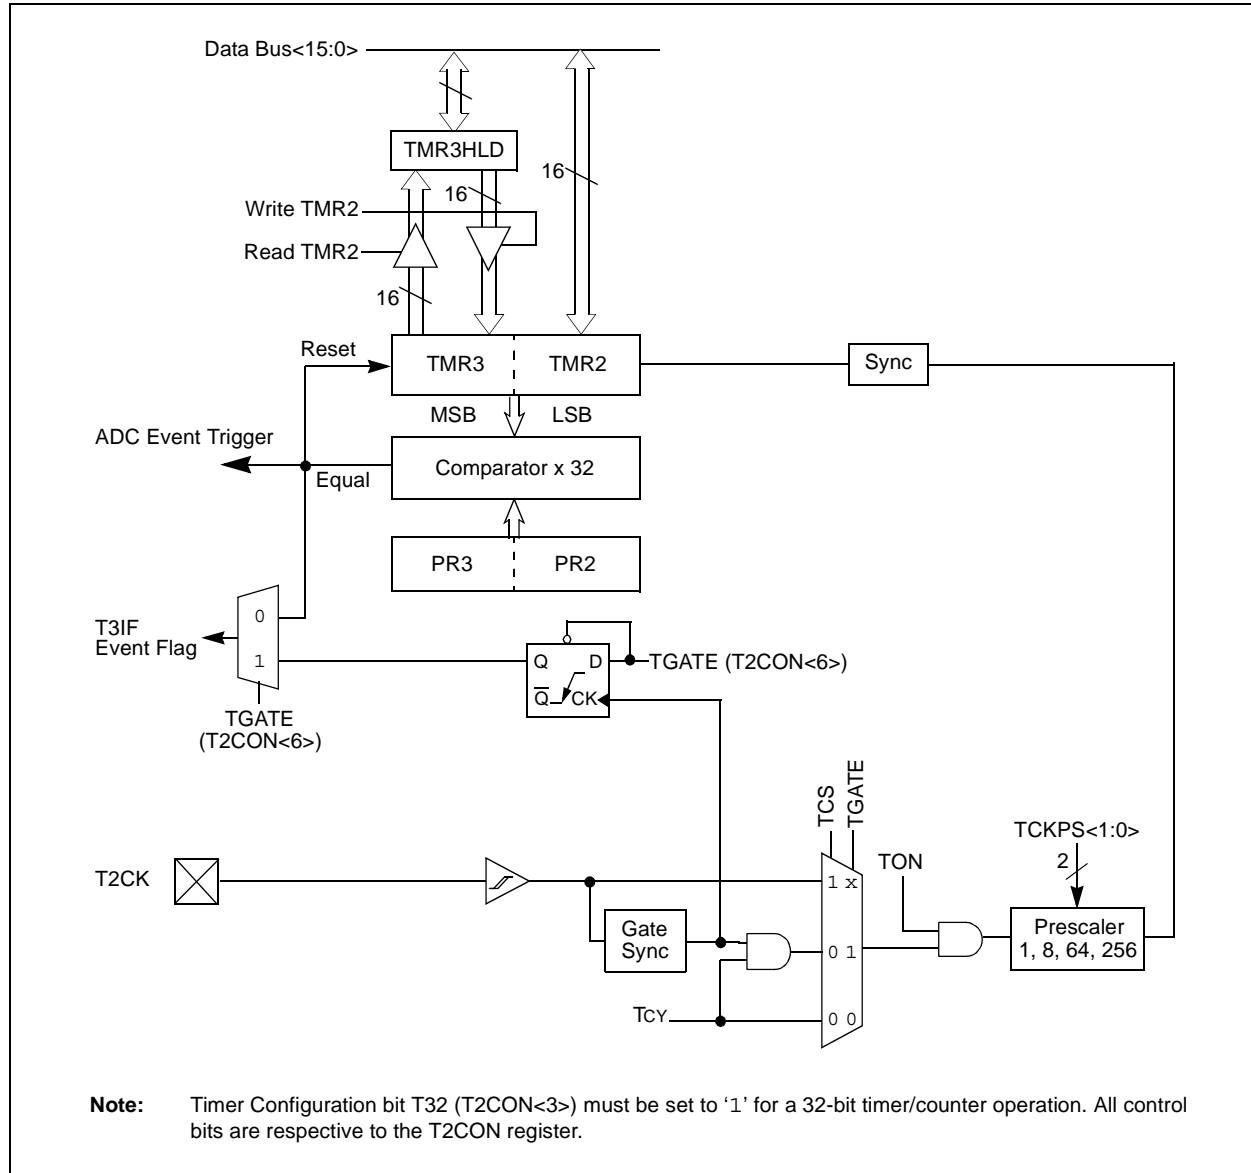 Data Bus<15:0>
TMR3HLD
16
16
Write TMR2
Read TMR2
16
Reset
TMR3
TMR2
Sync
MSB
LSB
ADC Event Trigger
Equal
Comparator x 32
PR3
PR2
0
T3IF
Event Flag
1
Q
D
TGATE (T2CON<6>)
Q
CK
TGATE
(T2CON<6>)
TCS
TGATE
TCKPS<1:0>
2
TON
T2CK
1 x
Gate
Sync
0 1
Prescaler
1, 8, 64, 256
TCY
0 0
Note: Timer Configuration bit T32 (T2CON<3>) must be set to ‘1’ for a 32-bit timer/counter operation. All control
bits are respective to the T2CON register.